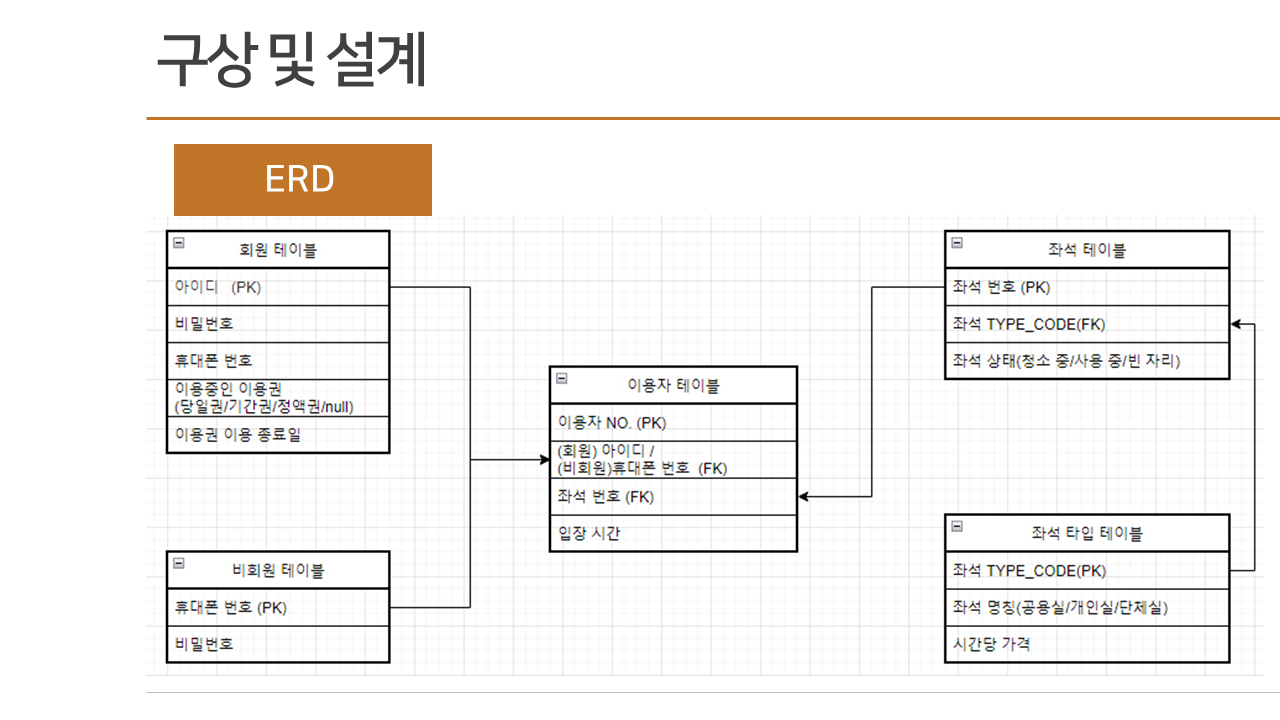 구상 및 설계
ERD
회원 테이블
아이디 (PK)
비밀번호
휴대폰 번호
이용중인 이용권
(당일권/기간권/정액권/null)
이용권 이용 종료일
비회원 테이블
휴대폰 번호 (PK)
비밀번호
이용자 테이블
이용자 NO. (PK)
(회원) 아이디 /
(비회원)휴대폰 번호 (FK)
좌석 번호 (FK)
입장 시간
좌석 테이블
좌석 번호 (PK)
좌석 TYPE_CODE(FK)
좌석 상태(청소 중/사용 중/빈 자리)
좌석 타입 테이블
좌석 TYPE_CODE(PK)
좌석 명칭(공용실/개인실/단체실)
시간당 가격